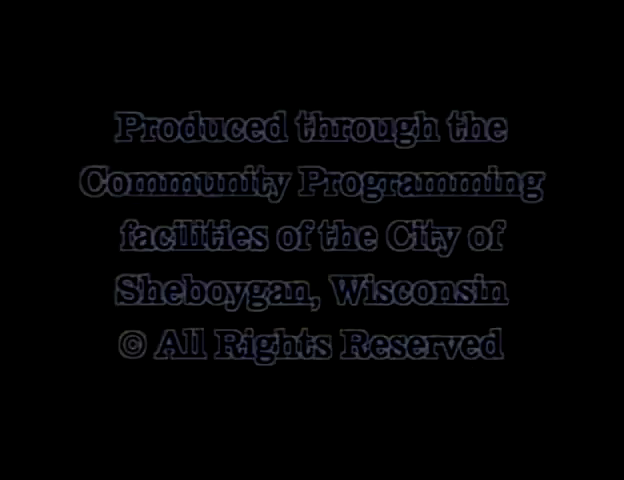 Produced through the
Community Programming
facilities of the City of
Sheboygan, Wisconsin
© All Rights Reserved